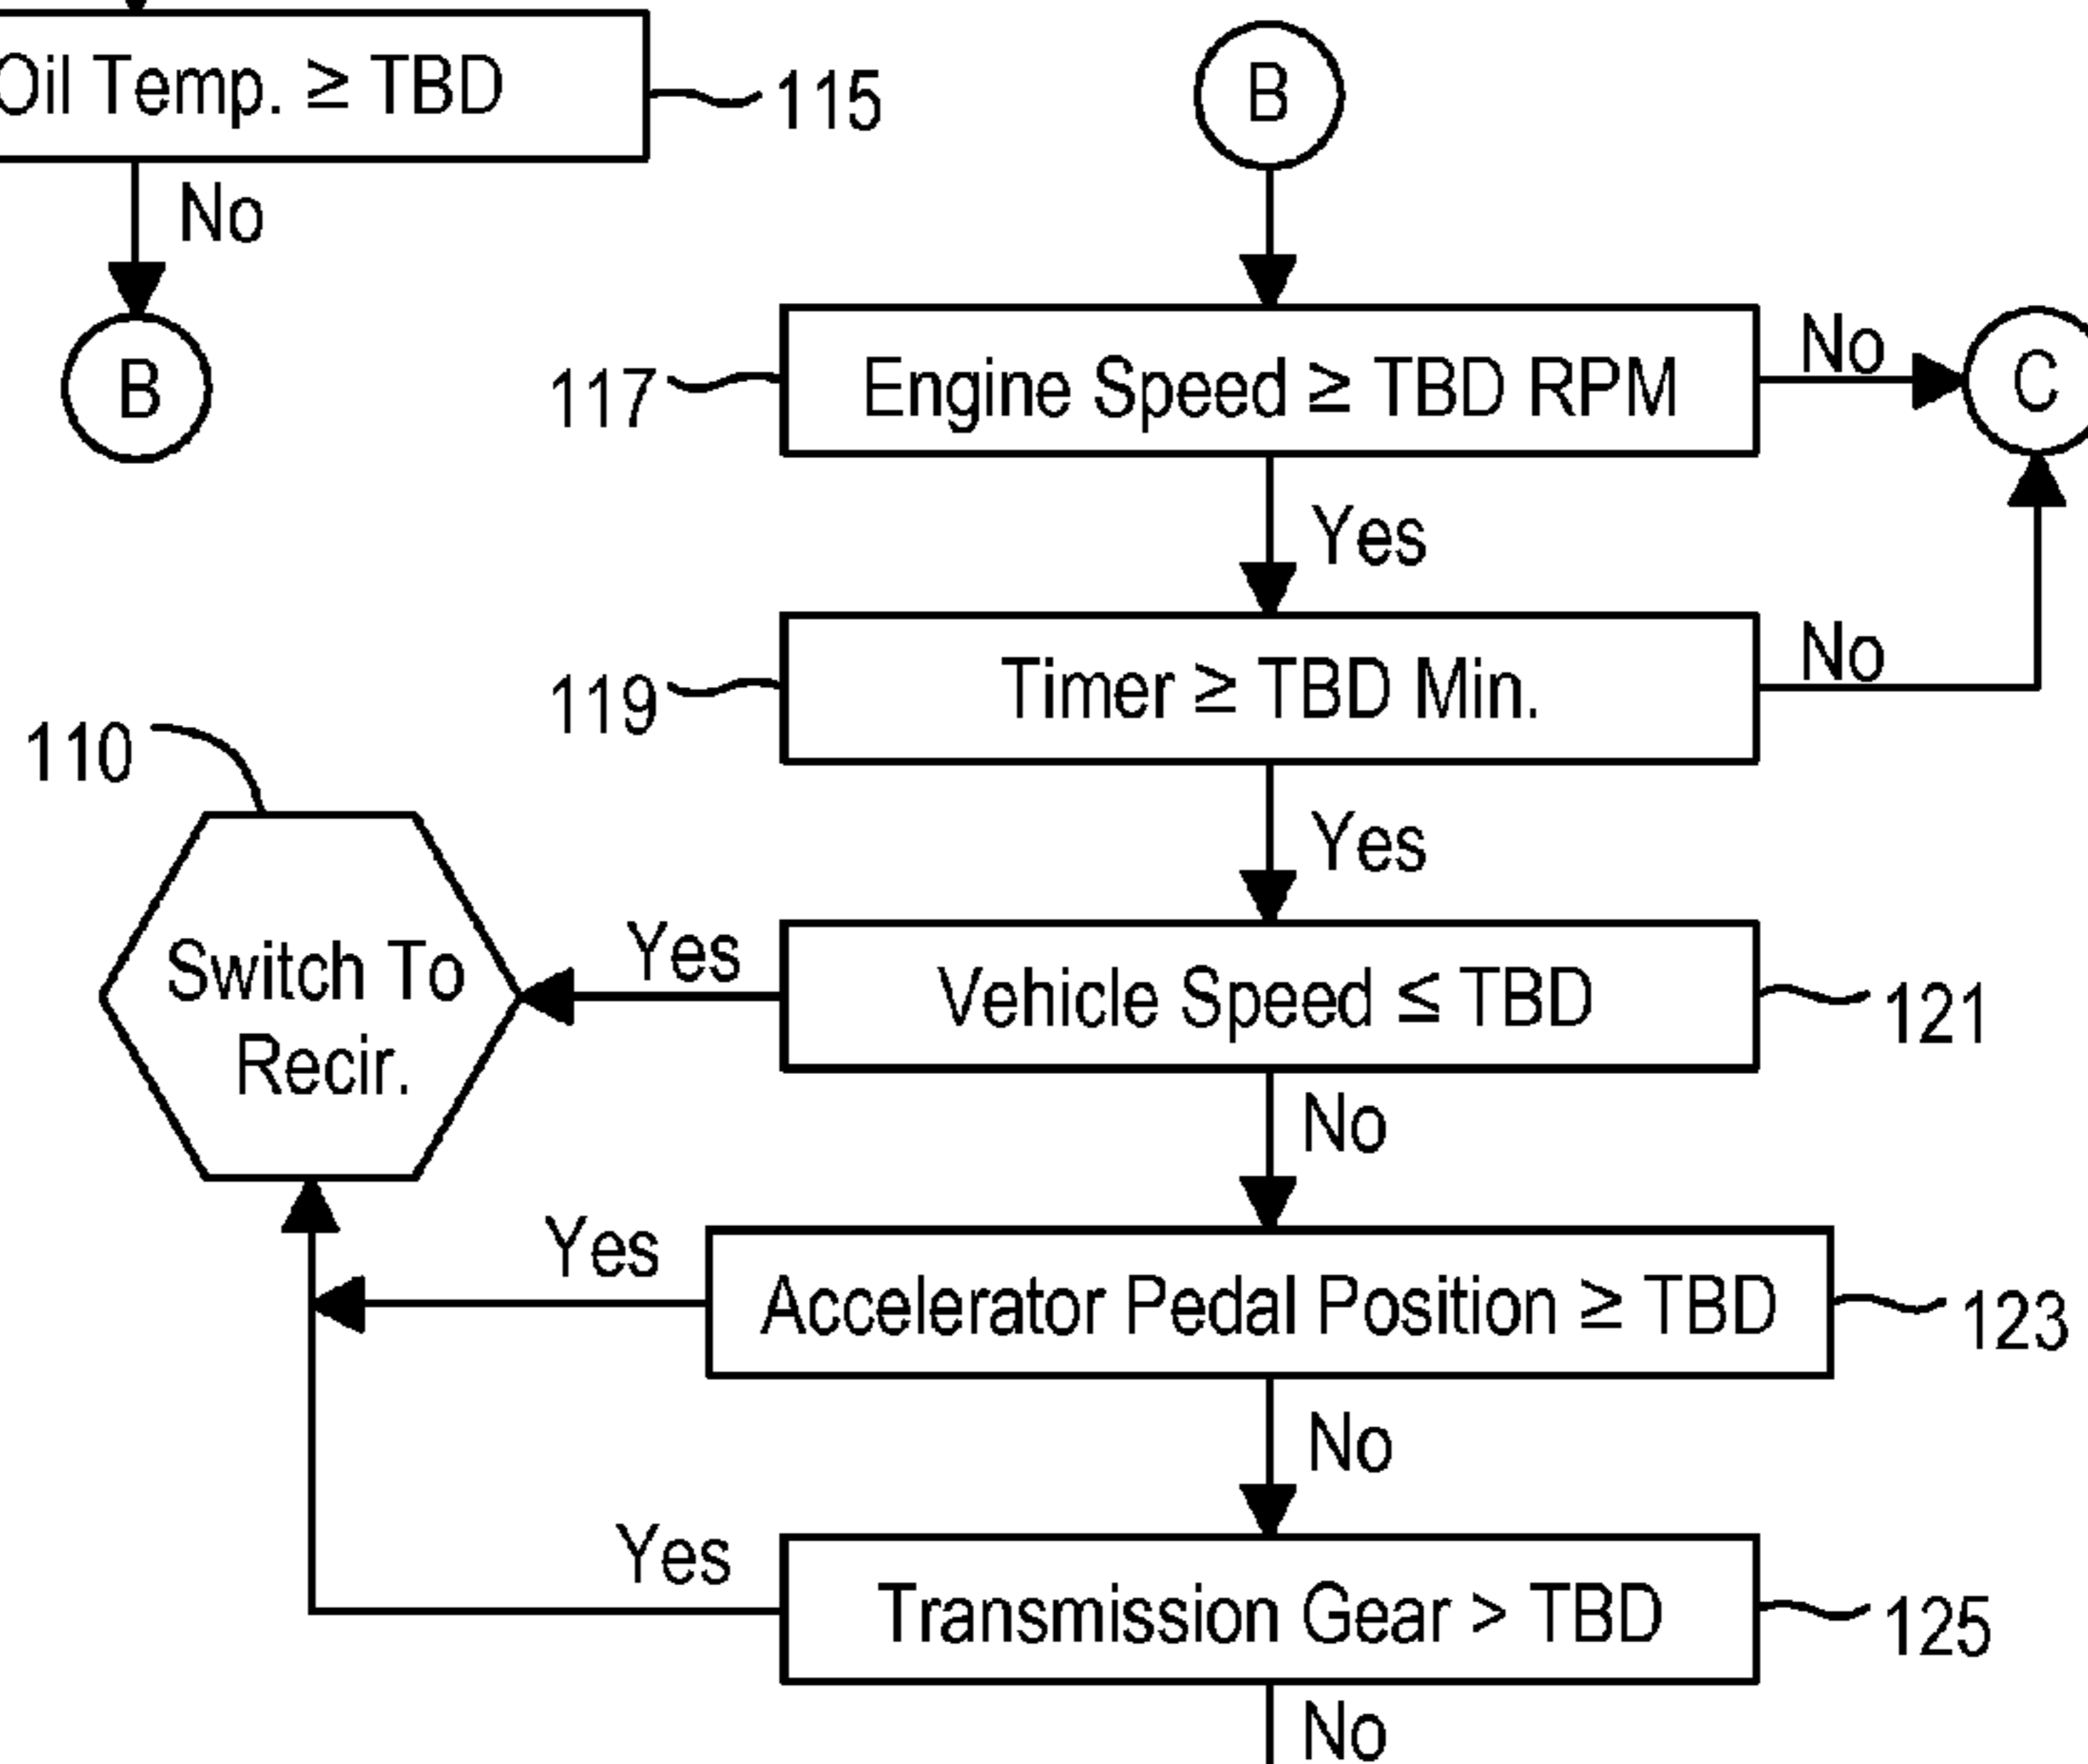 Oil Temp. ≥ TBD
115
No
B
B
117
Engine Speed ≥ TBD RPM
No
C
Yes
119
Timer ≥ TBD Min.
No
Yes
110
Switch To
Recir.
Yes
Vehicle Speed ≤ TBD
121
No
Yes
Accelerator Pedal Position ≥ TBD
123
No
Yes
Transmission Gear > TBD
125
No